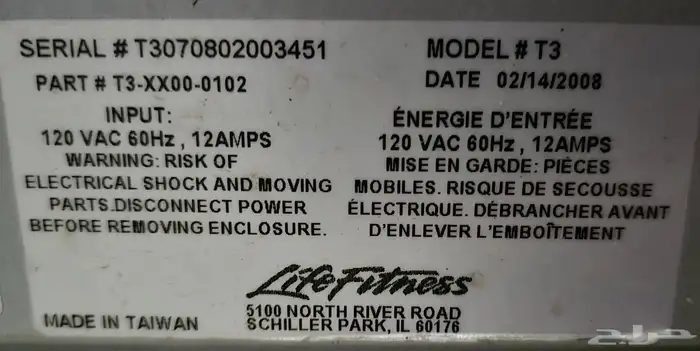 SERIAL # T3070802003451
MODEL # T3
PART # T3-XX00-0102
DATE 02/14/2008
INPUT:
120 VAC 60Hz , 12AMPS
WARNING: RISK OF
ELECTRICAL SHOCK AND MOVING
PARTS.DISCONNECT POWER
BEFORE REMOVING ENCLOSURE.
ÉNERGIE D'ENTRÉE
120 VAC 60Hz , 12AMPS
MISE EN GARDE: PIÈCES
MOBILES. RISQUE DE SECOUSSE
ÉLECTRIQUE. DÉBRANCHER AVANT
D'ENLEVER L'EMBOÎTEMENT
LifeFitness
5100 NORTH RIVER ROAD
SCHILLER PARK, IL 60176
MADE IN TAIWAN
حراج